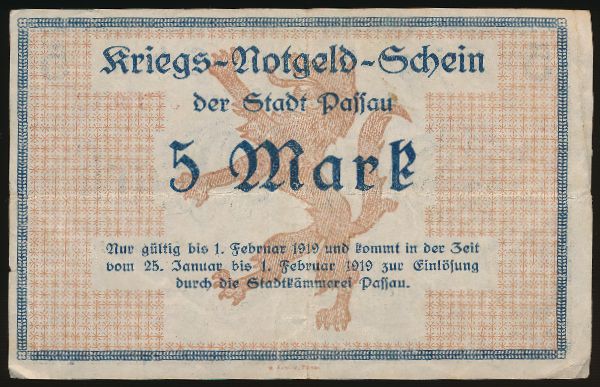 Kriegs-Notgeld-Schein
der Stadt Passau
5 Mark
Nur gültig bis 1. Februar 1919 und kommt in der Zeit
vom 25. Januar bis 1. Februar 1919 zur Einlösung
durch die Stadtkämmerei Passau.